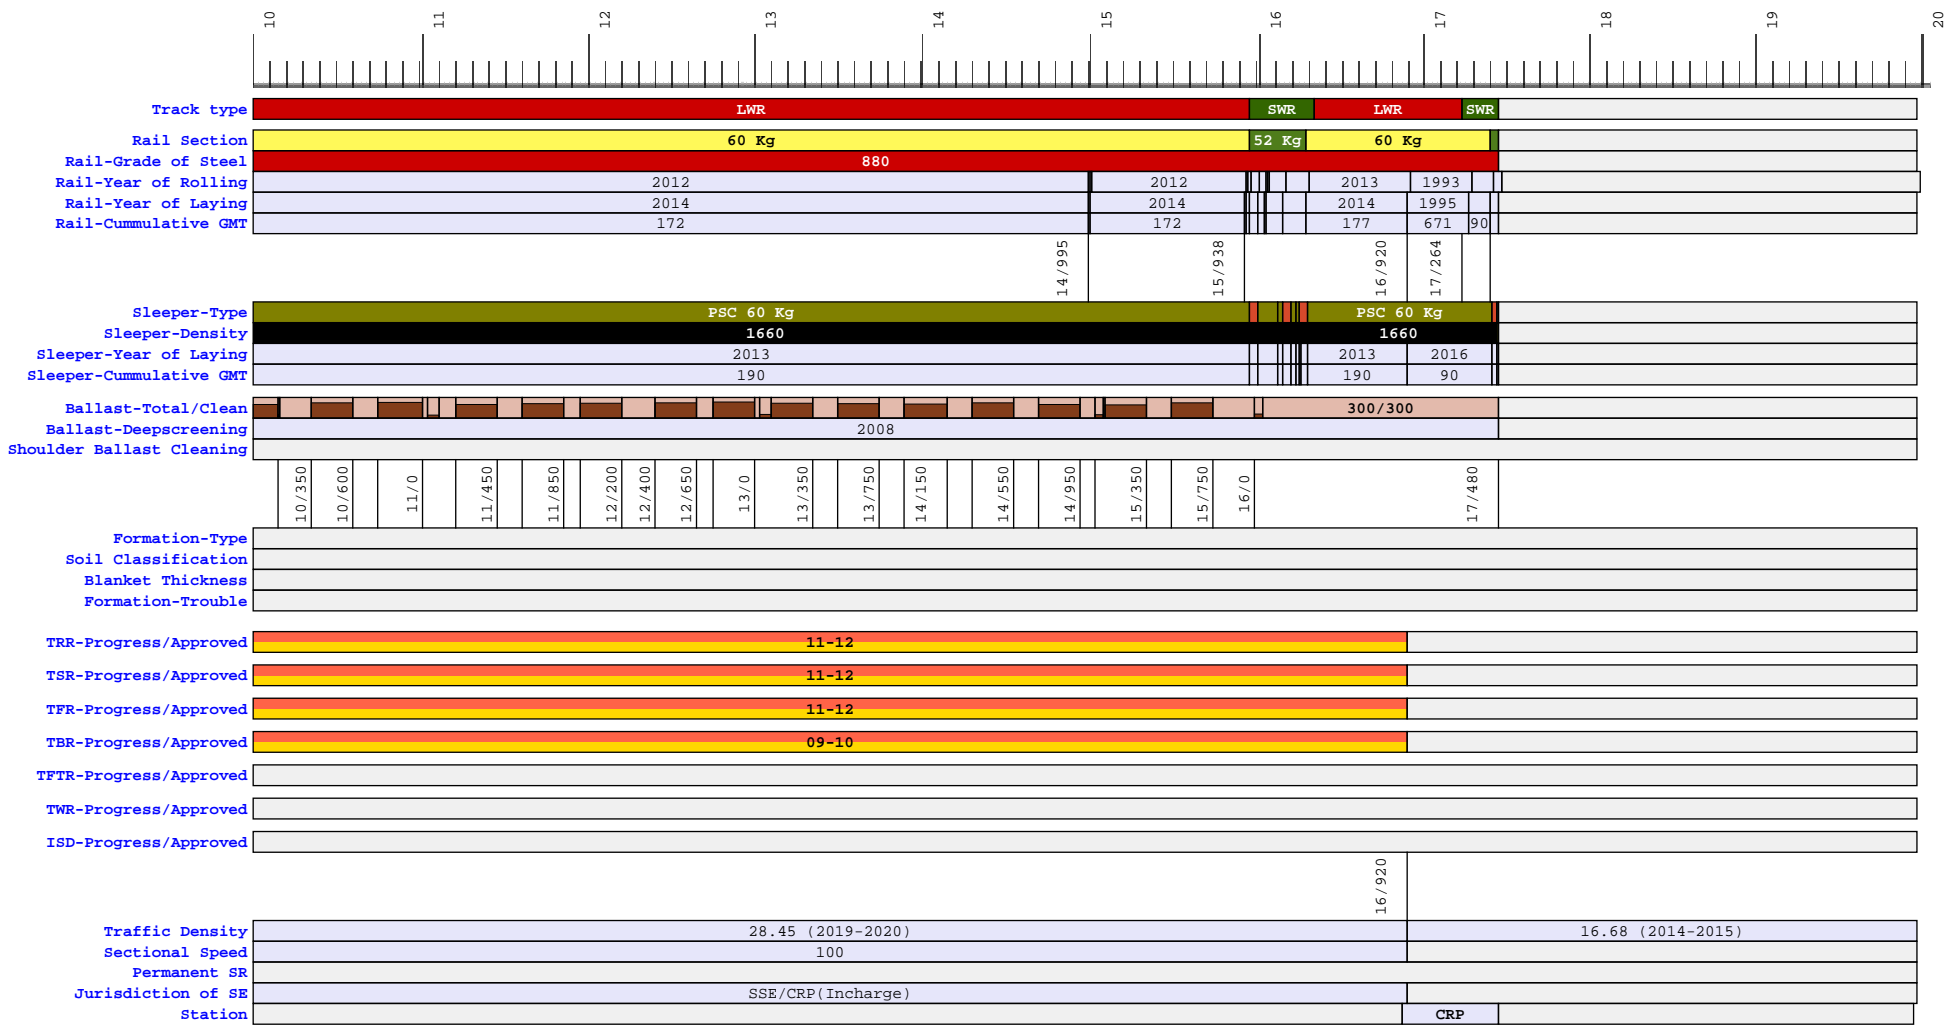 10 11 12 13 14 15 16 17 18 19 20
Track type LWR SWR LWR SWR
Rail Section 60 Kg 52 Kg 60 Kg
Rail-Grade of Steel 880
Rail-Year of Rolling 2012 2012 2013 1993
Rail-Year of Laying 2014 2014 2014 1995
Rail-Cummulative GMT 172 172 177 671 90
14/995 15/938 16/920 17/264
Sleeper-Type PSC 60 Kg PSC 60 Kg
Sleeper-Density 1660 1660
Sleeper-Year of Laying 2013 2013 2016
Sleeper-Cummulative GMT 190 190 90
Ballast-Total/Clean 300/300
Ballast-Deepscreening 2008
Shoulder Ballast Cleaning
10/350 10/600 11/0 11/450 11/850 12/200 12/400 12/650 13/0 13/350 13/750 14/150 14/550 14/950 15/350 15/750 16/0 17/480
Formation-Type
Soil Classification
Blanket Thickness
Formation-Trouble
TRR-Progress/Approved 11-12
TSR-Progress/Approved 11-12
TFR-Progress/Approved 11-12
TBR-Progress/Approved 09-10
TFTR-Progress/Approved
TWR-Progress/Approved
ISD-Progress/Approved
16/920
Traffic Density 28.45 (2019-2020) 16.68 (2014-2015)
Sectional Speed 100
Permanent SR
Jurisdiction of SE SSE/CRP(Incharge)
Station CRP